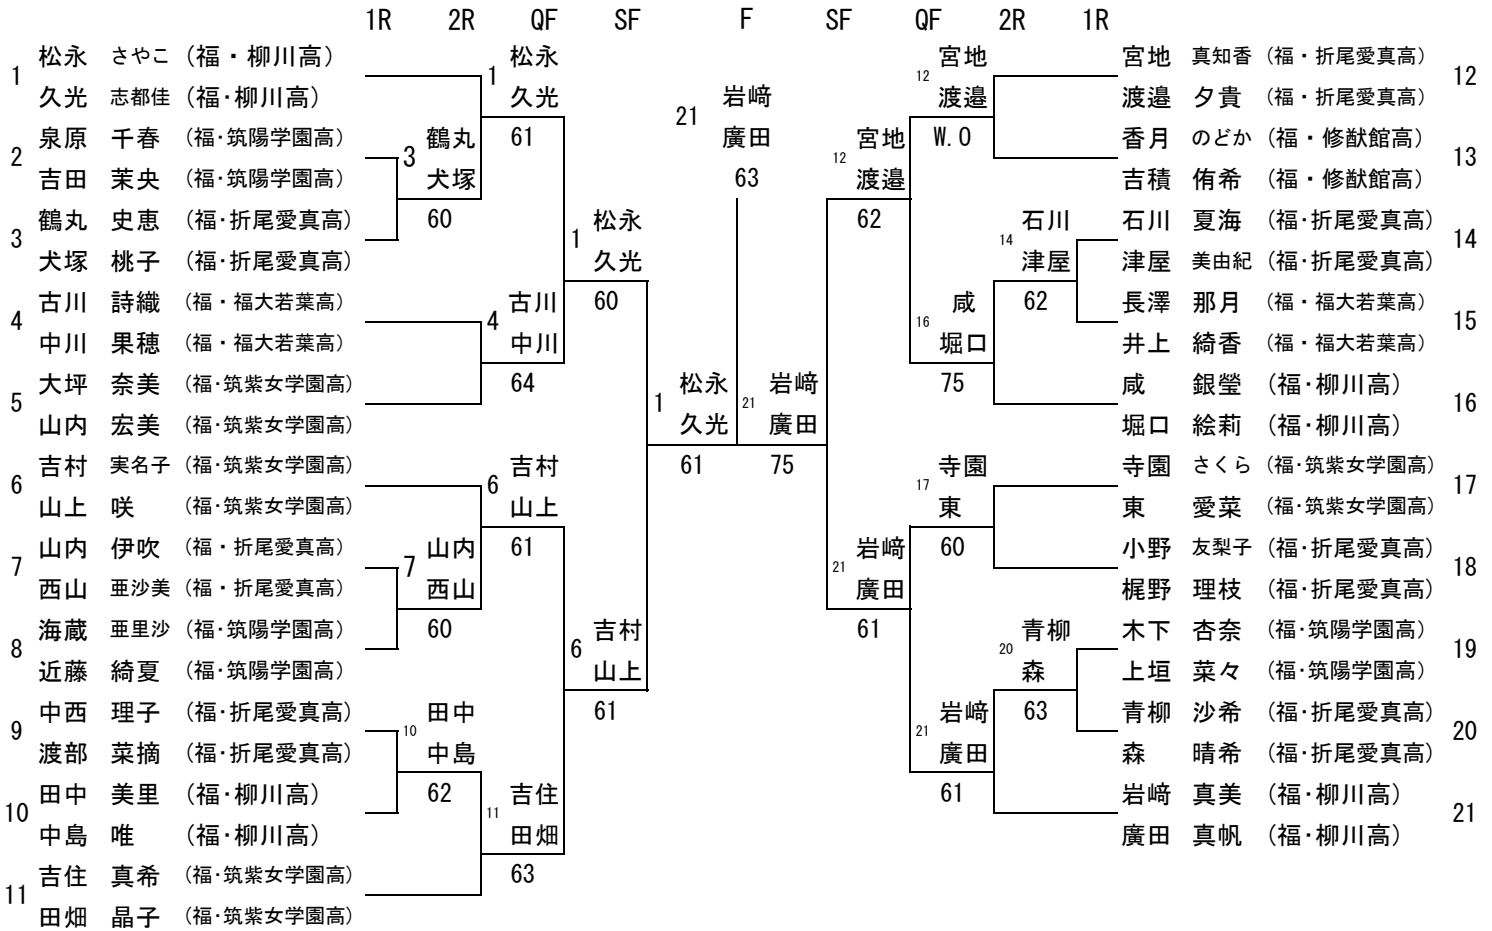 1R 2R QF SF F SF QF 2R 1R
1 松永 さやこ (福・柳川高)
久光 志都佳 (福・柳川高)
2 泉原 千春 (福・筑陽学園高)
吉田 茉央 (福・筑陽学園高)
3 鶴丸 史恵 (福・折尾愛真高)
犬塚 桃子 (福・折尾愛真高)
4 古川 詩織 (福・福大若葉高)
中川 果穂 (福・福大若葉高)
5 大坪 奈美 (福・筑紫女学園高)
山内 宏美 (福・筑紫女学園高)
6 吉村 実名子 (福・筑紫女学園高)
山上 咲 (福・筑紫女学園高)
7 山内 伊吹 (福・折尾愛真高)
西山 亜沙美 (福・折尾愛真高)
8 海蔵 亜里沙 (福・筑陽学園高)
近藤 綺夏 (福・筑陽学園高)
9 中西 理子 (福・折尾愛真高)
渡部 菜摘 (福・折尾愛真高)
10 田中 美里 (福・柳川高)
中島 唯 (福・柳川高)
11 吉住 真希 (福・筑紫女学園高)
田畑 晶子 (福・筑紫女学園高)
3 鶴丸
犬塚
60
7 山内
西山
60
10 田中
中島
62
1 松永
久光
61
4 古川
中川
64
6 吉村
山上
61
11 吉住
田畑
63
1 松永
久光
60
6 吉村
山上
61
1 松永
久光
61
21 岩﨑
廣田
63
21 岩﨑
廣田
75
12 宮地
渡邉
62
21 岩﨑
廣田
61
12 宮地
渡邉
W.O
16 咸
堀口
75
17 寺園
東
60
21 岩﨑
廣田
61
14 石川
津屋
62
20 青柳
森
63
宮地 真知香 (福・折尾愛真高) 12
渡邉 夕貴 (福・折尾愛真高)
香月 のどか (福・修猷館高) 13
吉積 侑希 (福・修猷館高)
石川 夏海 (福・折尾愛真高) 14
津屋 美由紀 (福・折尾愛真高)
長澤 那月 (福・福大若葉高) 15
井上 綺香 (福・福大若葉高)
咸 銀瑩 (福・柳川高) 16
堀口 絵莉 (福・柳川高)
寺園 さくら (福・筑紫女学園高) 17
東 愛菜 (福・筑紫女学園高)
小野 友梨子 (福・折尾愛真高) 18
梶野 理枝 (福・折尾愛真高)
木下 杏奈 (福・筑陽学園高) 19
上垣 菜々 (福・筑陽学園高)
青柳 沙希 (福・折尾愛真高) 20
森 晴希 (福・折尾愛真高)
岩﨑 真美 (福・柳川高) 21
廣田 真帆 (福・柳川高)